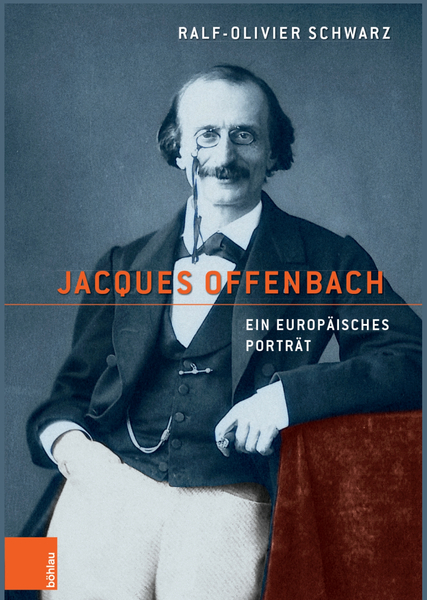 RALF-OLIVIER SCHWARZ
JACQUES OFFENBACH
EIN EUROPÄISCHES
PORTRÄT
böhlau